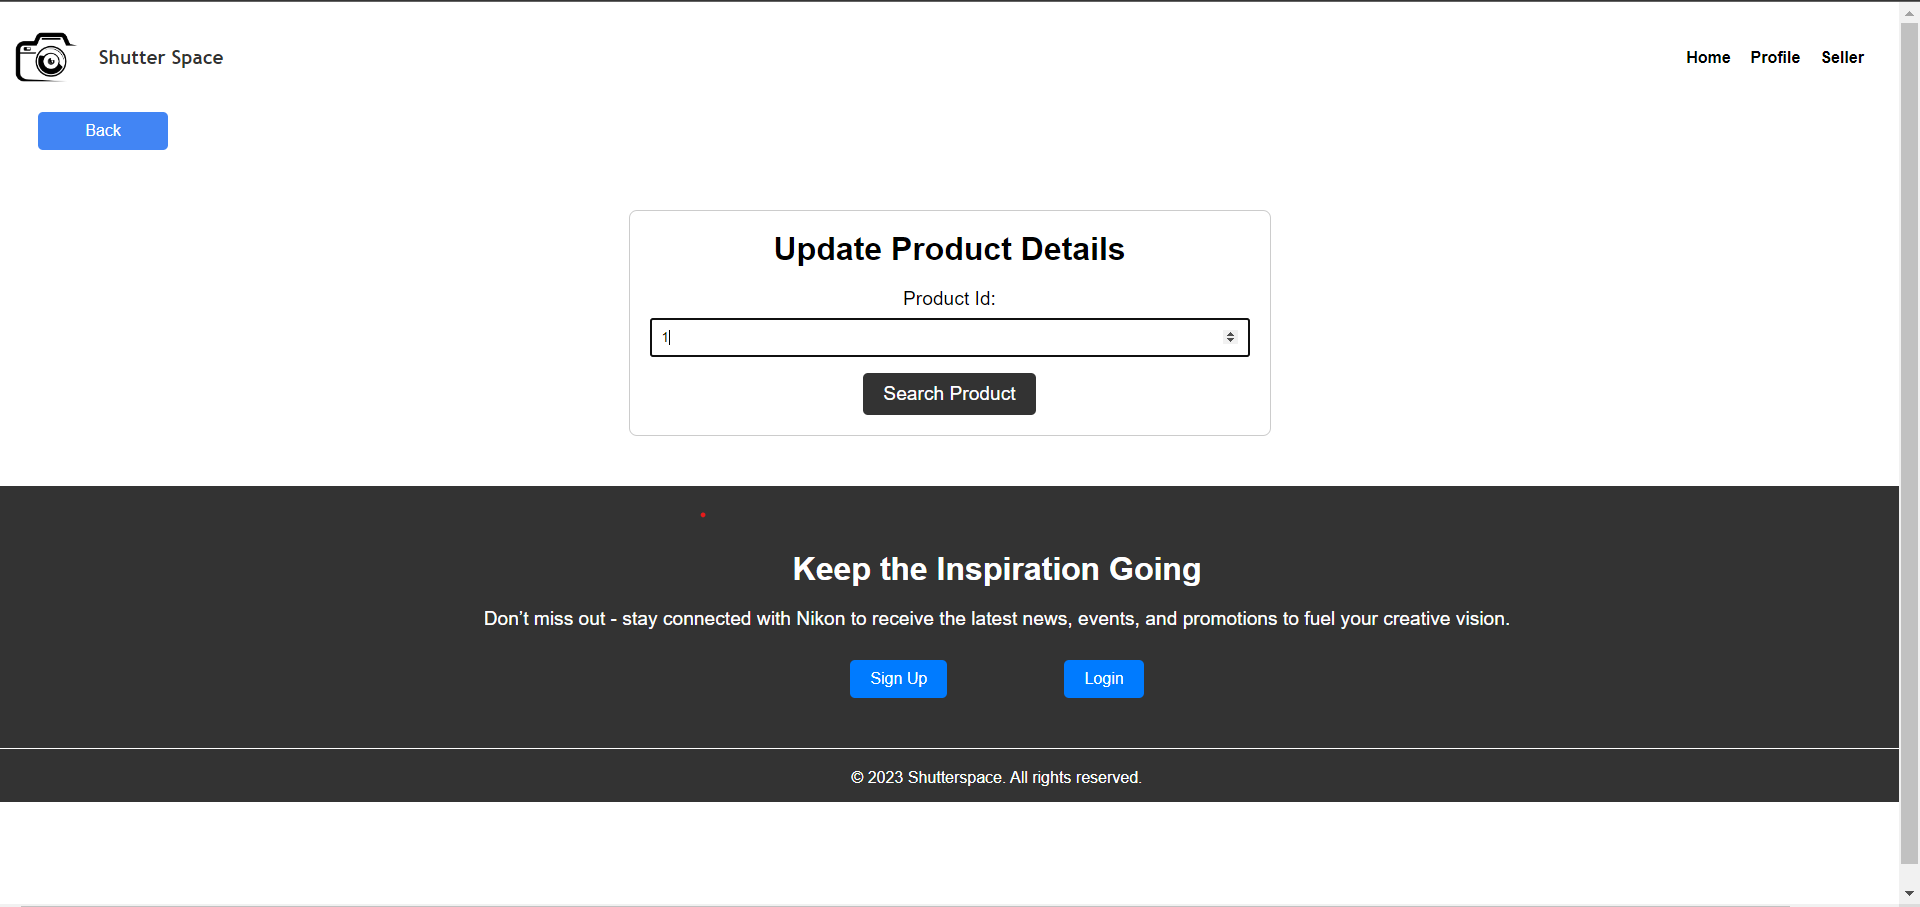 Shutter Space
Home Profile Seller
Back
Update Product Details
Product Id:
1
Search Product
Keep the Inspiration Going
Don’t miss out - stay connected with Nikon to receive the latest news, events, and promotions to fuel your creative vision.
Sign Up Login
© 2023 Shutterspace. All rights reserved.